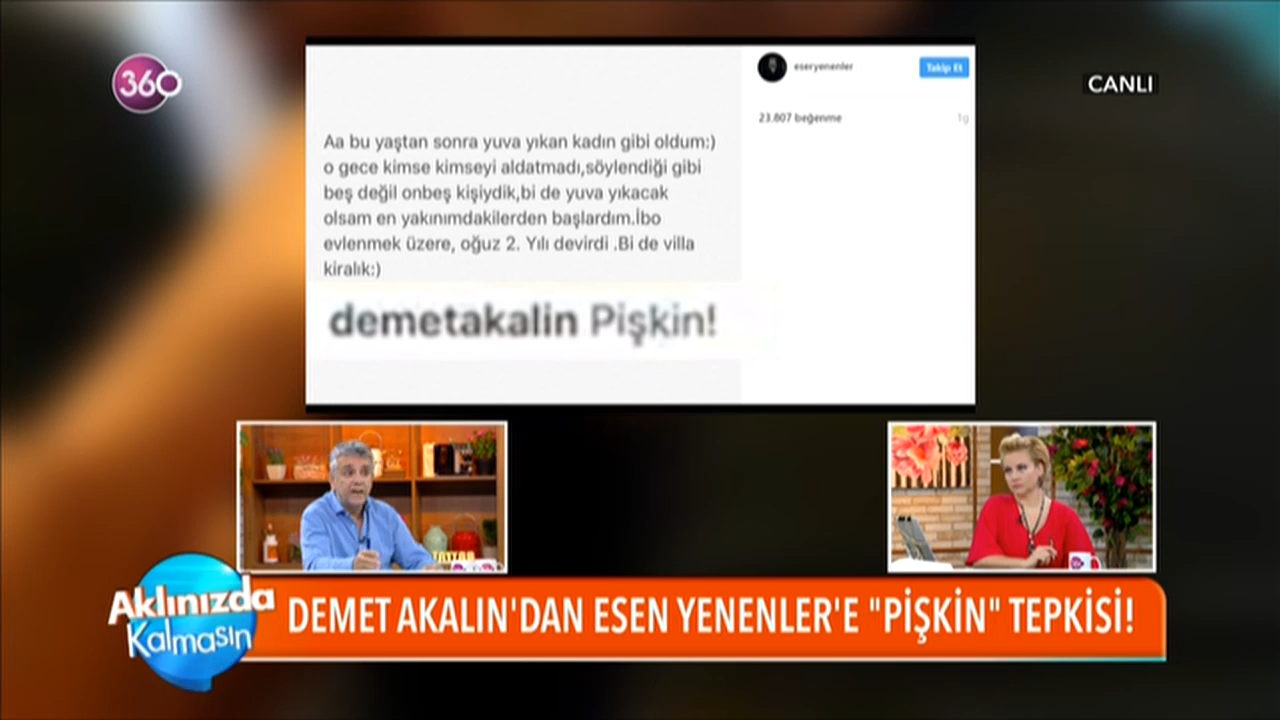 360
CANLI
eseryenenler
Takip Et
23.807 beğenme
1g
Aa bu yaştan sonra yuva yıkan kadın gibi oldum:)
o gece kimse kimseyi aldatmadı,söylendiği gibi
beş değil onbeş kişiydik,bi de yuva yıkacak
olsam en yakınımdakilerden başlardım.İbo
evlenmek üzere, oğuz 2. Yılı devirdi .Bi de villa
kiralık:)
demetakalin Pişkin!
Aklınızda
Kalmasın
DEMET AKALIN'DAN ESEN YENENLER'E "PİŞKİN" TEPKİSİ!